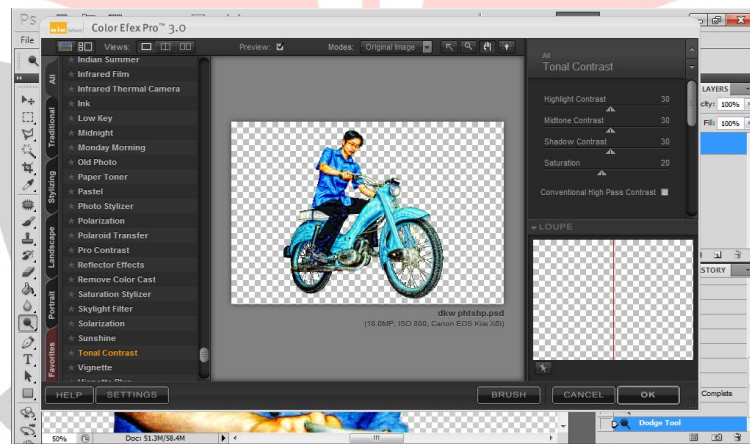 Ps
Color Efex Pro™ 3.0
File
Views:
Preview:
Modes: Original Image
All
Traditional
Stylizing
Landscape
Portrait
Favorites
Indian Summer
Infrared Film
Infrared Thermal Camera
Ink
Low Key
Midnight
Monday Morning
Old Photo
Paper Toner
Pastel
Photo Stylizer
Polarization
Polaroid Transfer
Pro Contrast
Reflector Effects
Remove Color Cast
Saturation Stylizer
Skylight Filter
Solarization
Sunshine
Tonal Contrast
Vignette
dkw phtshp.psd
(18.0MP, ISO 800, Canon EOS Kiss X6i)
All
Tonal Contrast
Highlight Contrast 30
Midtone Contrast 30
Shadow Contrast 30
Saturation 20
Conventional High Pass Contrast
LOUPE
LAYERS
city: 100%
Fill: 100%
STORY
HELP
SETTINGS
BRUSH
CANCEL
OK
Complete
Dodge Tool
50%
Doc: 51.3M/58.4M